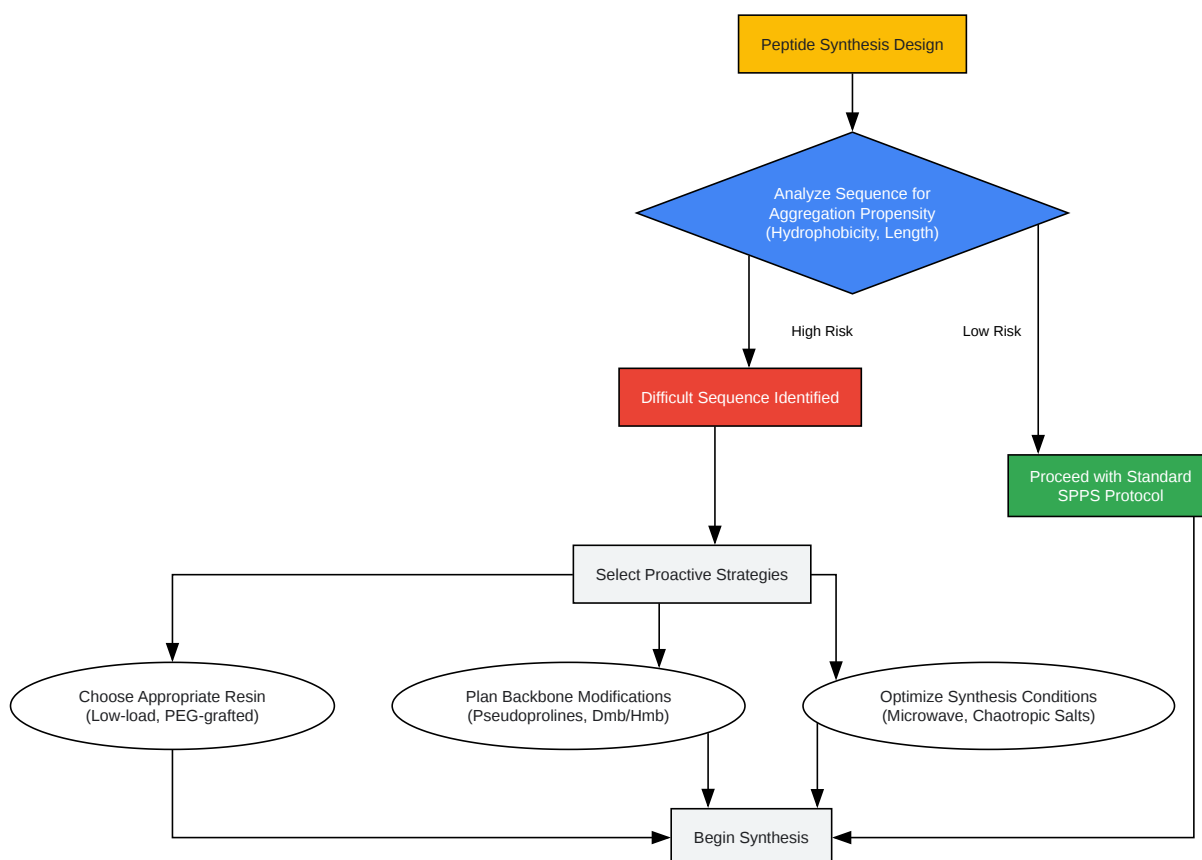 Peptide Synthesis Design
Analyze Sequence for
Aggregation Propensity
(Hydrophobicity, Length)
High Risk
Low Risk
Difficult Sequence Identified
Proceed with Standard
SPPS Protocol
Select Proactive Strategies
Choose Appropriate Resin
(Low-load, PEG-grafted)
Plan Backbone Modifications
(Pseudoprolines, Dmb/Hmb)
Optimize Synthesis Conditions
(Microwave, Chaotropic Salts)
Begin Synthesis